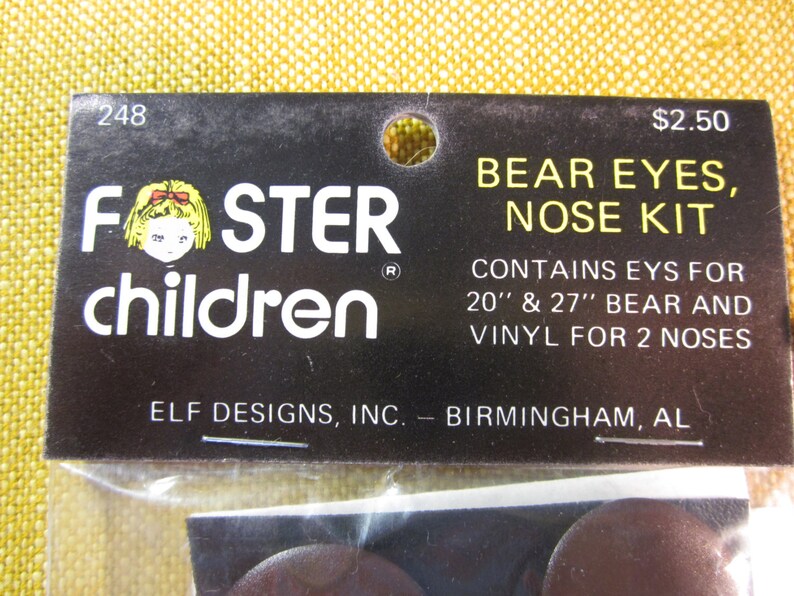 248
$2.50
FOSTER
children®
BEAR EYES,
NOSE KIT
CONTAINS EYS FOR
20" & 27" BEAR AND
VINYL FOR 2 NOSES
ELF DESIGNS, INC. — BIRMINGHAM, AL